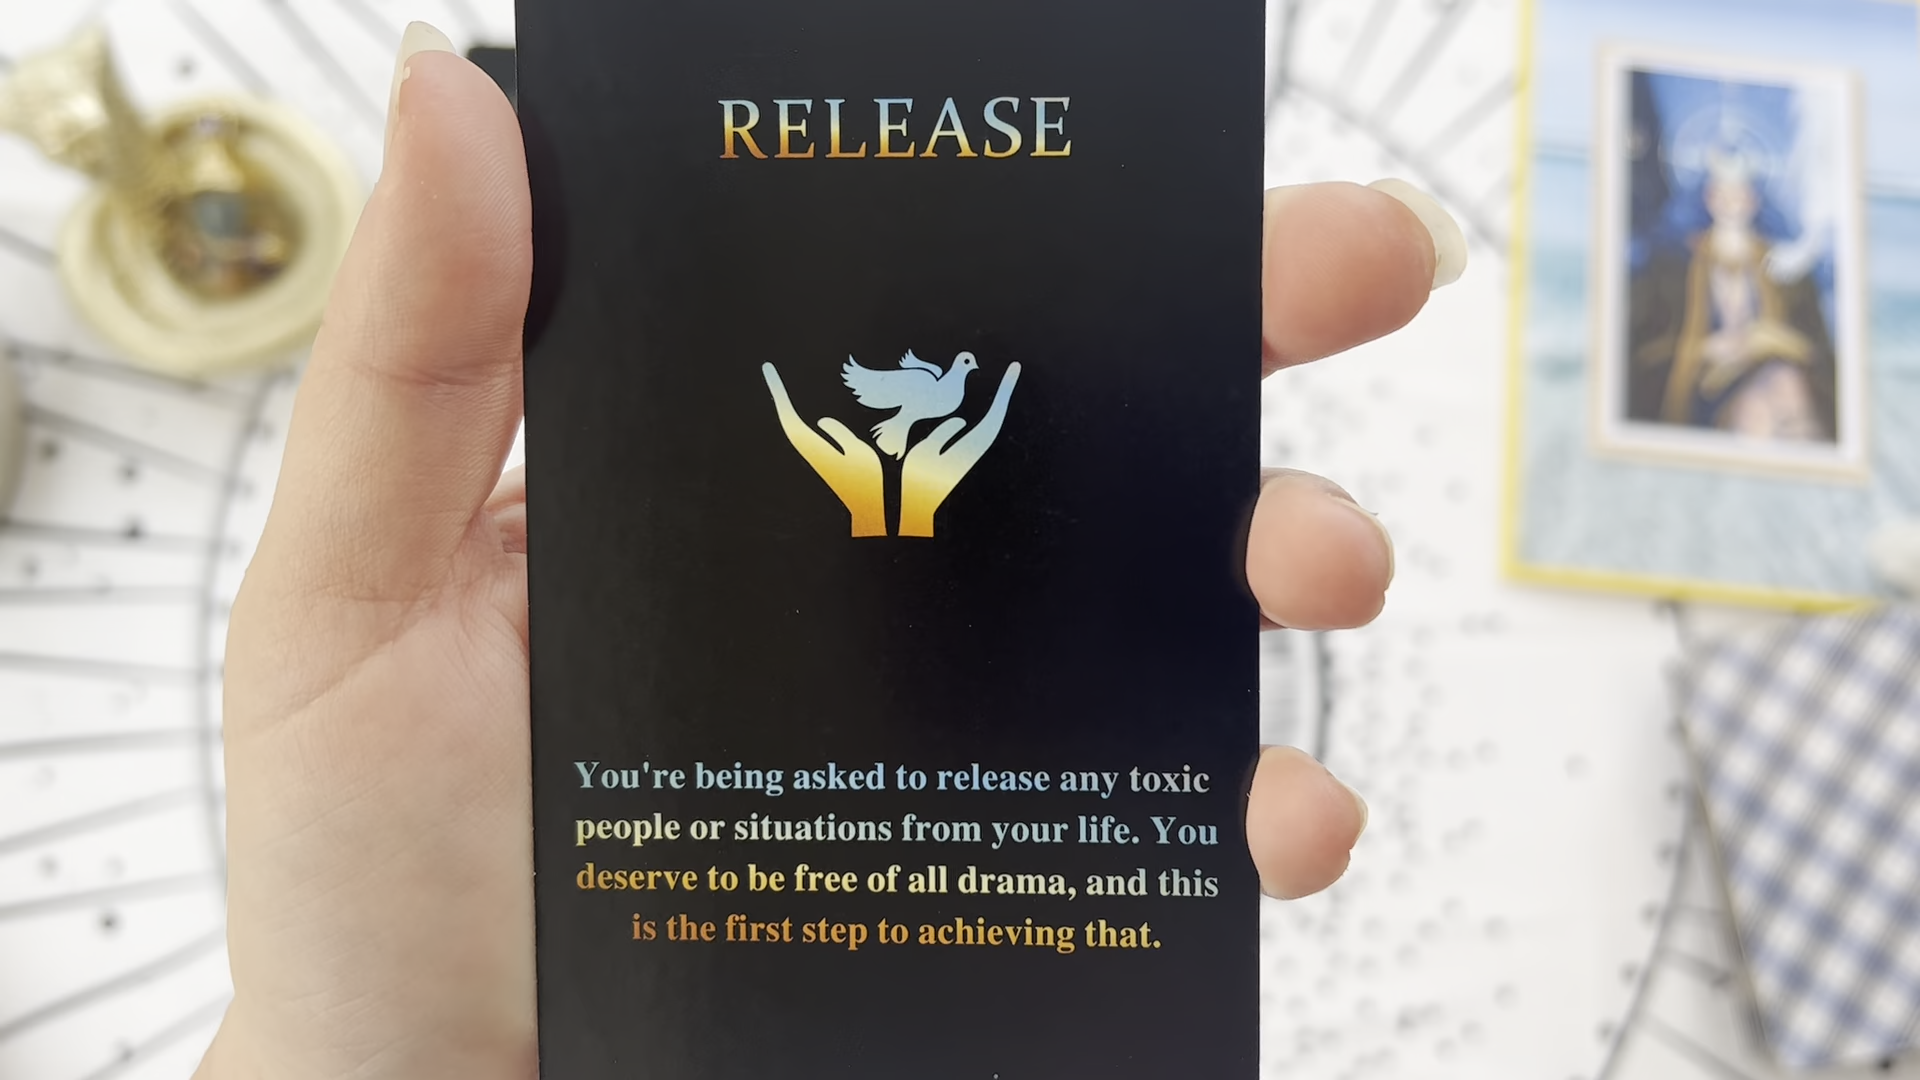 RELEASE
You're being asked to release any toxic
people or situations from your life. You
deserve to be free of all drama, and this
is the first step to achieving that.